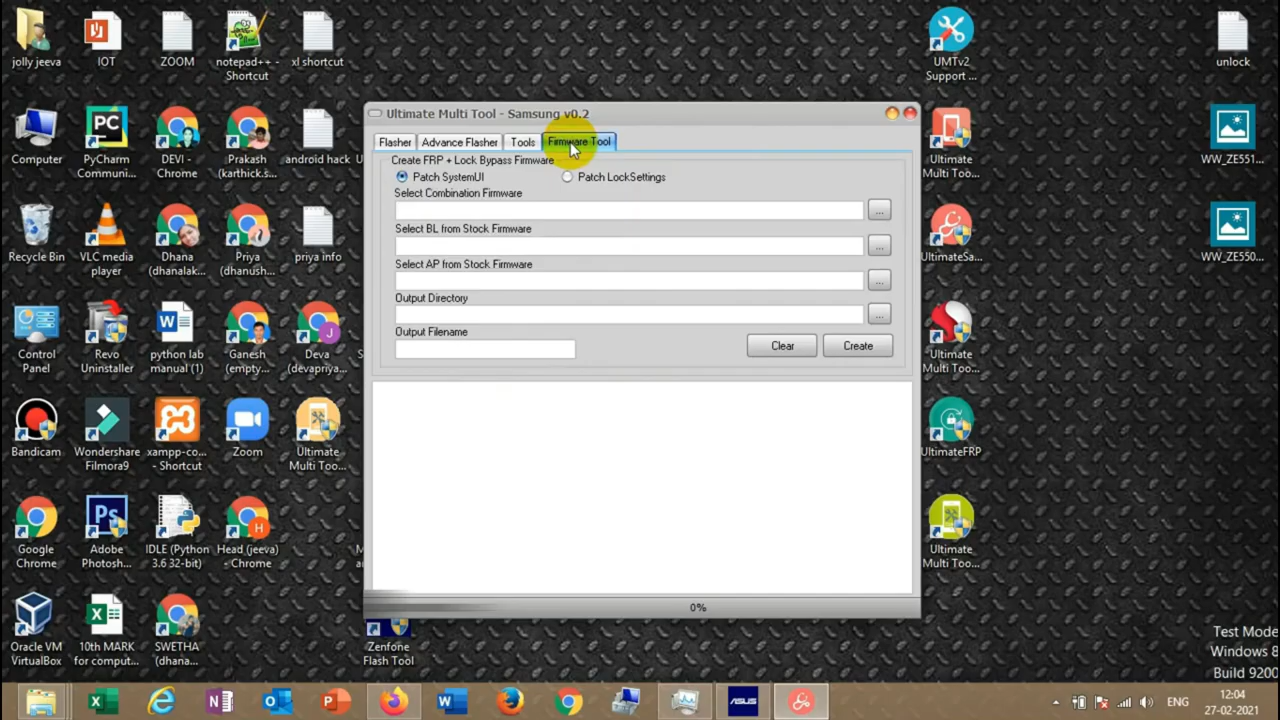 jolly jeeva
IOT
ZOOM
notepad++ -
Shortcut
xl shortcut
UMTv2
Support ...
unlock
Ultimate Multi Tool - Samsung v0.2
Flasher
Advance Flasher
Tools
Firmware Tool
Create FRP + Lock Bypass Firmware
Patch SystemUI
Patch LockSettings
Select Combination Firmware
...
Select BL from Stock Firmware
...
Select AP from Stock Firmware
...
Output Directory
...
Output Filename
Clear
Create
0%
Computer
PyCharm
Communi...
DEVI -
Chrome
Prakash
(karthick.s...
android hack
Ultimate
Multi Too...
WW_ZE551...
Recycle Bin
VLC media
player
Dhana
(dhanalak...
Priya
(dhanush...
priya info
UltimateSa...
WW_ZE550...
Control
Panel
Revo
Uninstaller
python lab
manual (1)
Ganesh
(empty...
Deva
(devapriya...
Ultimate
Multi Too...
Bandicam
Wondershare
Filmora9
xampp-co...
- Shortcut
Zoom
Ultimate
Multi Too...
UltimateFRP
Google
Chrome
Adobe
Photosh...
IDLE (Python
3.6 32-bit)
Head (jeeva)
- Chrome
Ultimate
Multi Too...
Oracle VM
VirtualBox
10th MARK
for comput...
SWETHA
(dhana...
Zenfone
Flash Tool
Test Mode
Windows 8
Build 9200
ENG
12:04
27-02-2021